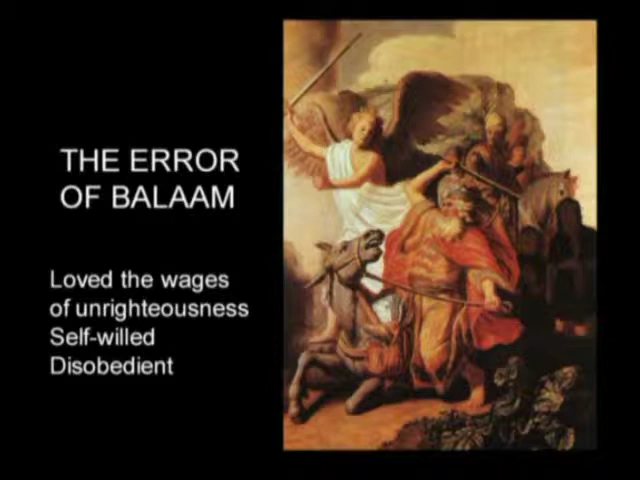 THE ERROR
OF BALAAM
Loved the wages
of unrighteousness
Self-willed
Disobedient